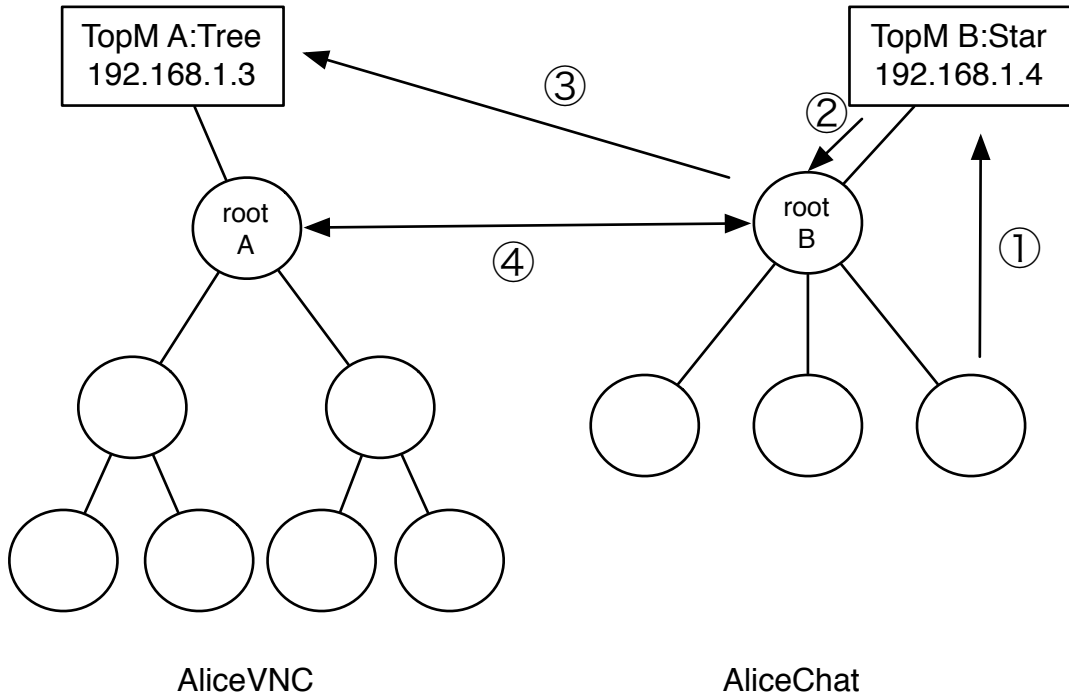 TopM A:Tree
192.168.1.3
TopM B:Star
192.168.1.4
③
②
root
A
root
B
④
①
AliceVNC
AliceChat